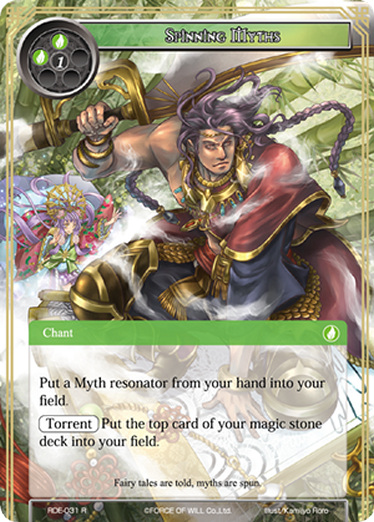 Spinning Myths
1
Chant
Put a Myth resonator from your hand into your
field.
Torrent Put the top card of your magic stone
deck into your field.
Fairy tales are told, myths are spun.
RDE-031 R ©FORCE OF WILL Co.,Ltd. Illust/Kamiyo Roro